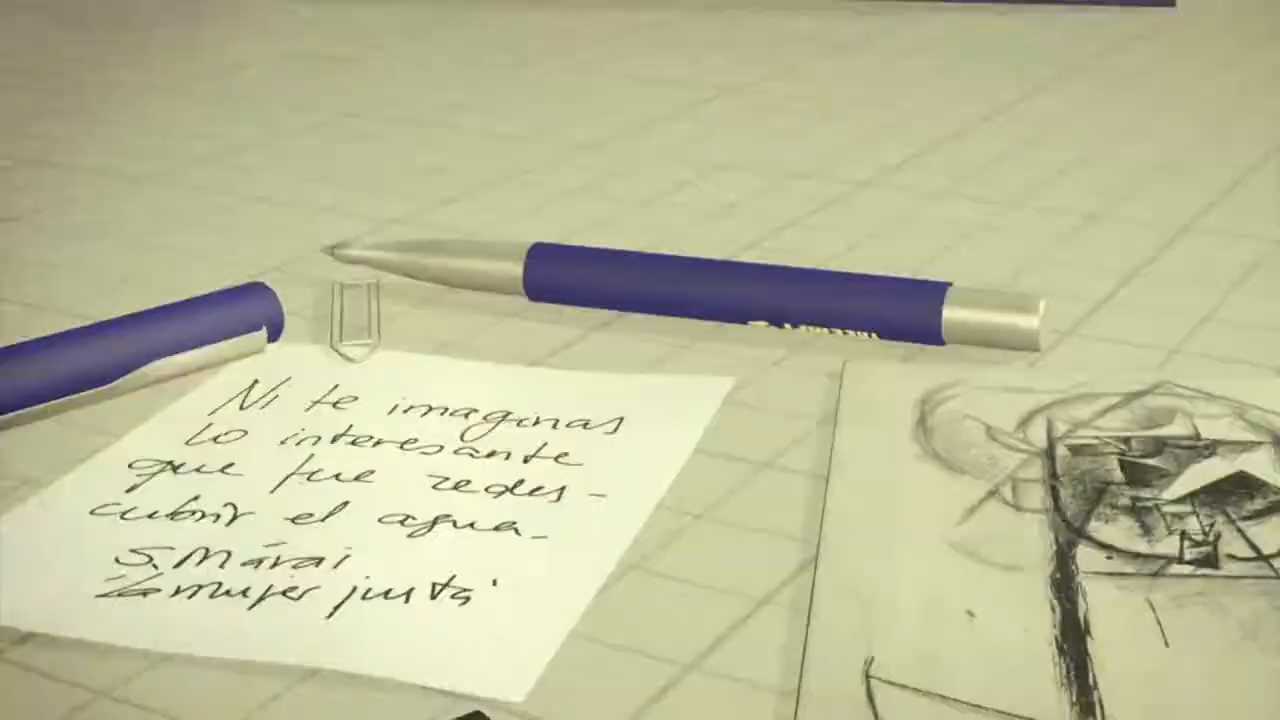 Ni te imaginas
lo interesante
que fue redes-
cubrir el agua.
S. Márai
"La mujer justa"